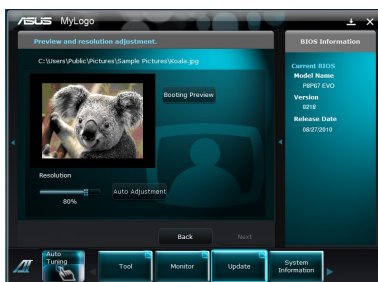 ASUS MyLogo
Preview and resolution adjustment.
C:\Users\Public\Pictures\Sample Pictures\Koala.jpg
Booting Preview
Resolution
80%
Auto Adjustment
Back
Next
BIOS Information
Current BIOS
Model Name
P8P67 EVO
Version
0218
Release Date
08/27/2010
Auto
Tuning
Tool
Monitor
Update
System
Information